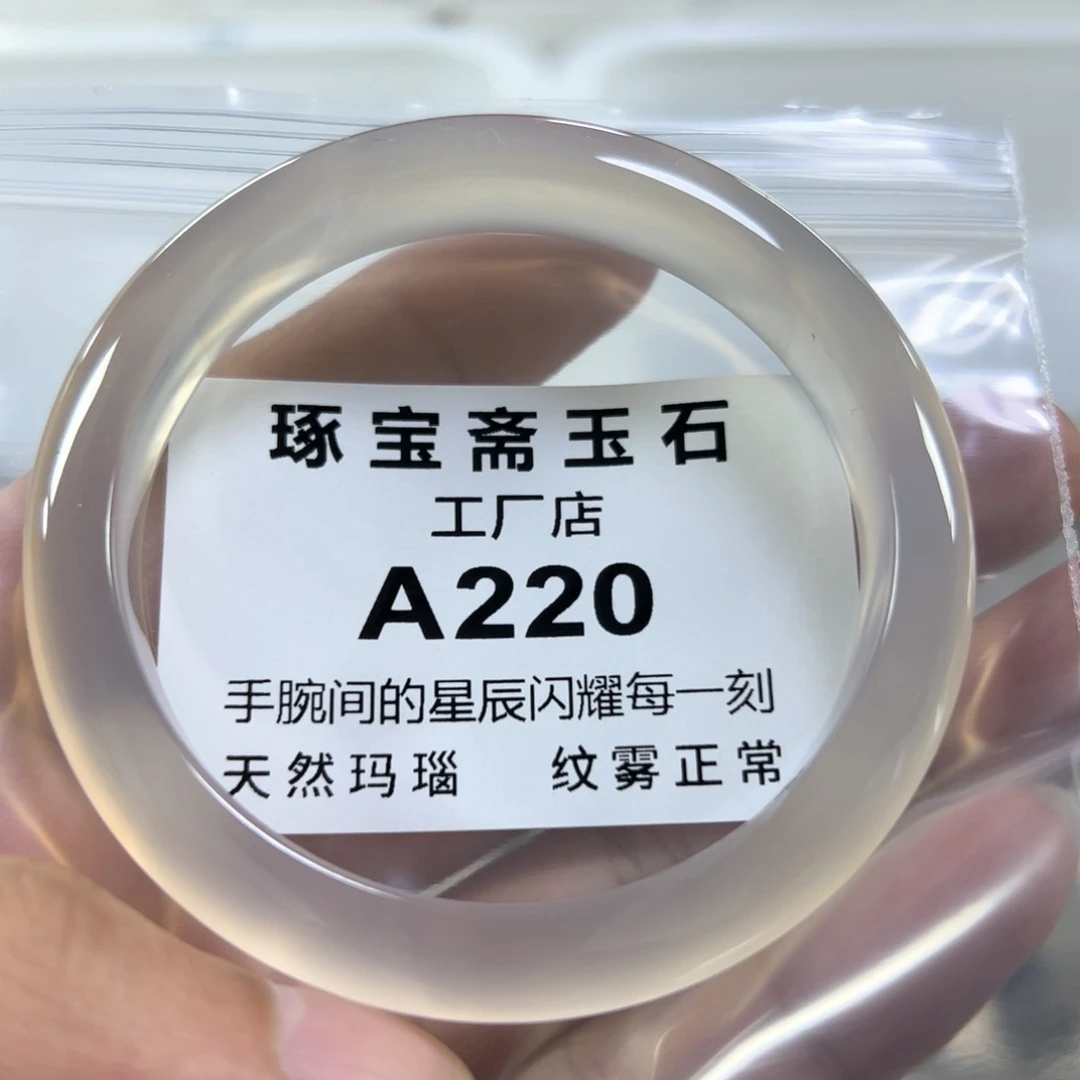 琢宝斋玉石
工厂店
A220
手腕间的星辰闪耀每一刻
天然玛瑙 纹雾正常